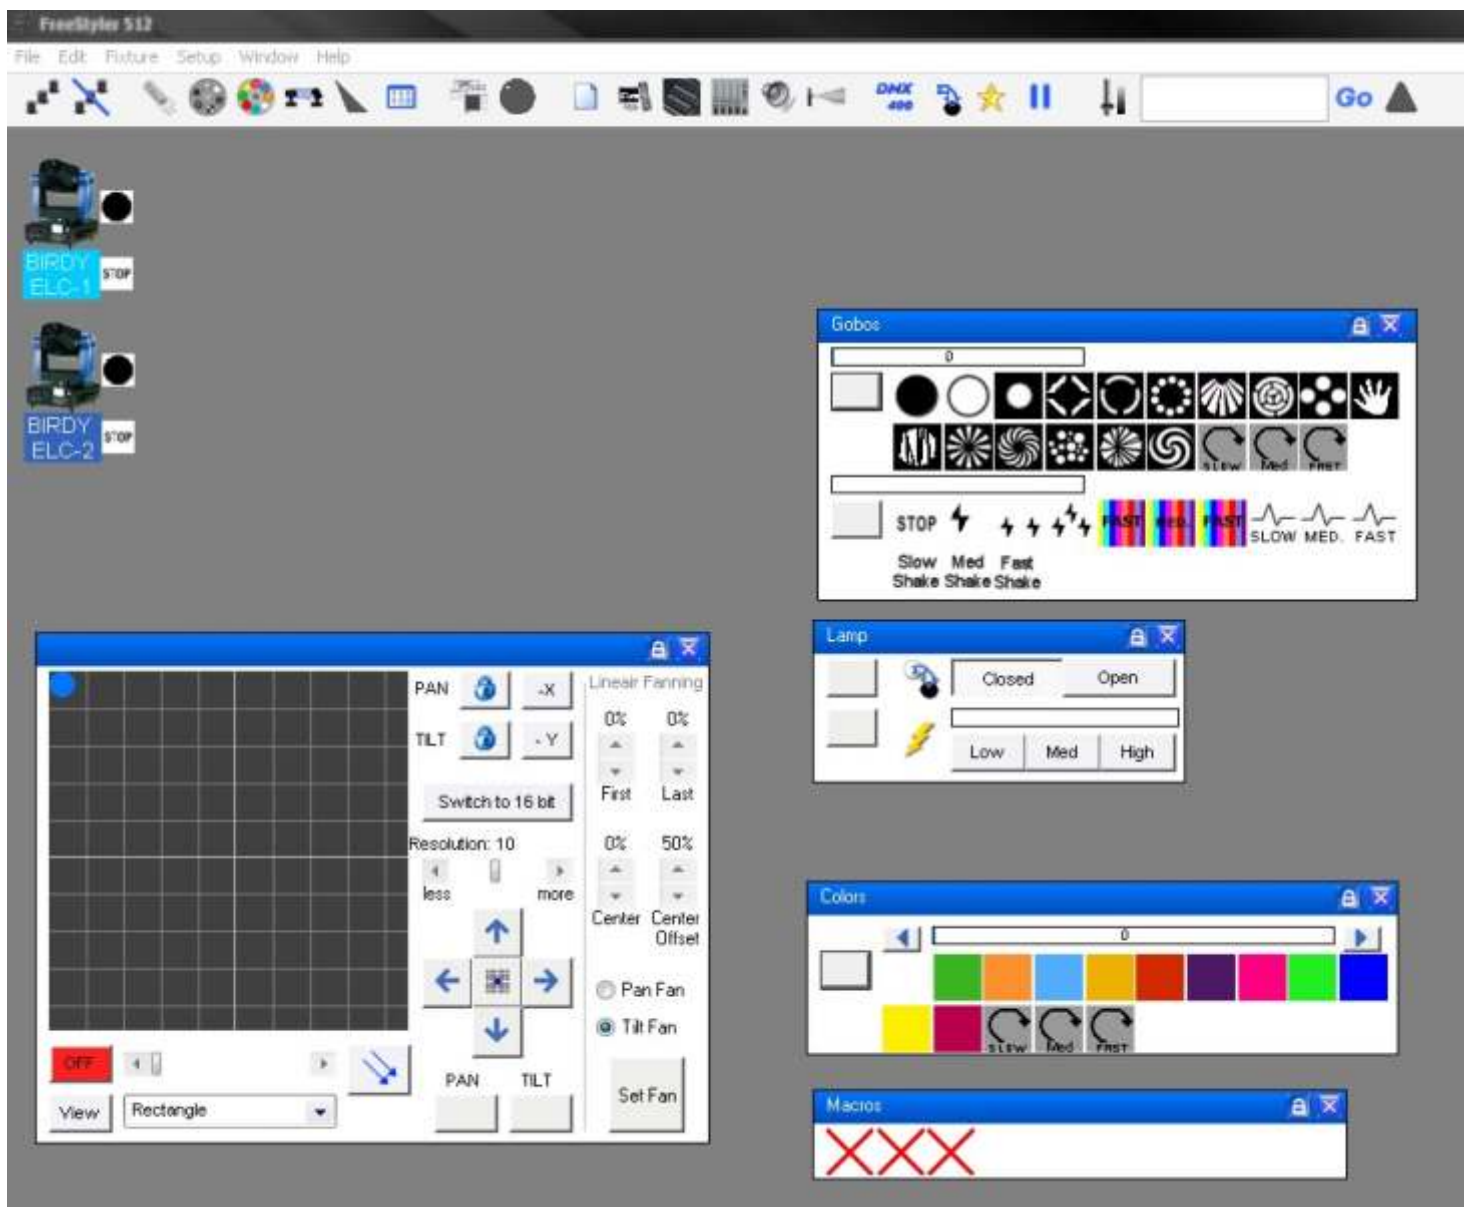 FreeStyler 512
File Edit Fixture Setup Window Help
DMX
400
Go
BIRDY
ELC-1
STOP
BIRDY
ELC-2
STOP
Gobos
0
SLOW Med FAST
STOP FAST MED. FAST SLOW MED. FAST
Slow Shake Med Shake Fast Shake
Lamp
Closed Open
Low Med High
PAN -X
TILT -Y
Switch to 16 bit
Resolution: 10
less more
Lineair Fanning
0% 0%
First Last
0% 50%
Center Center Offset
Pan Fan
Tilt Fan
OFF
View Rectangle
PAN TILT
Set Fan
Colors
0
SLOW Med FAST
Macros